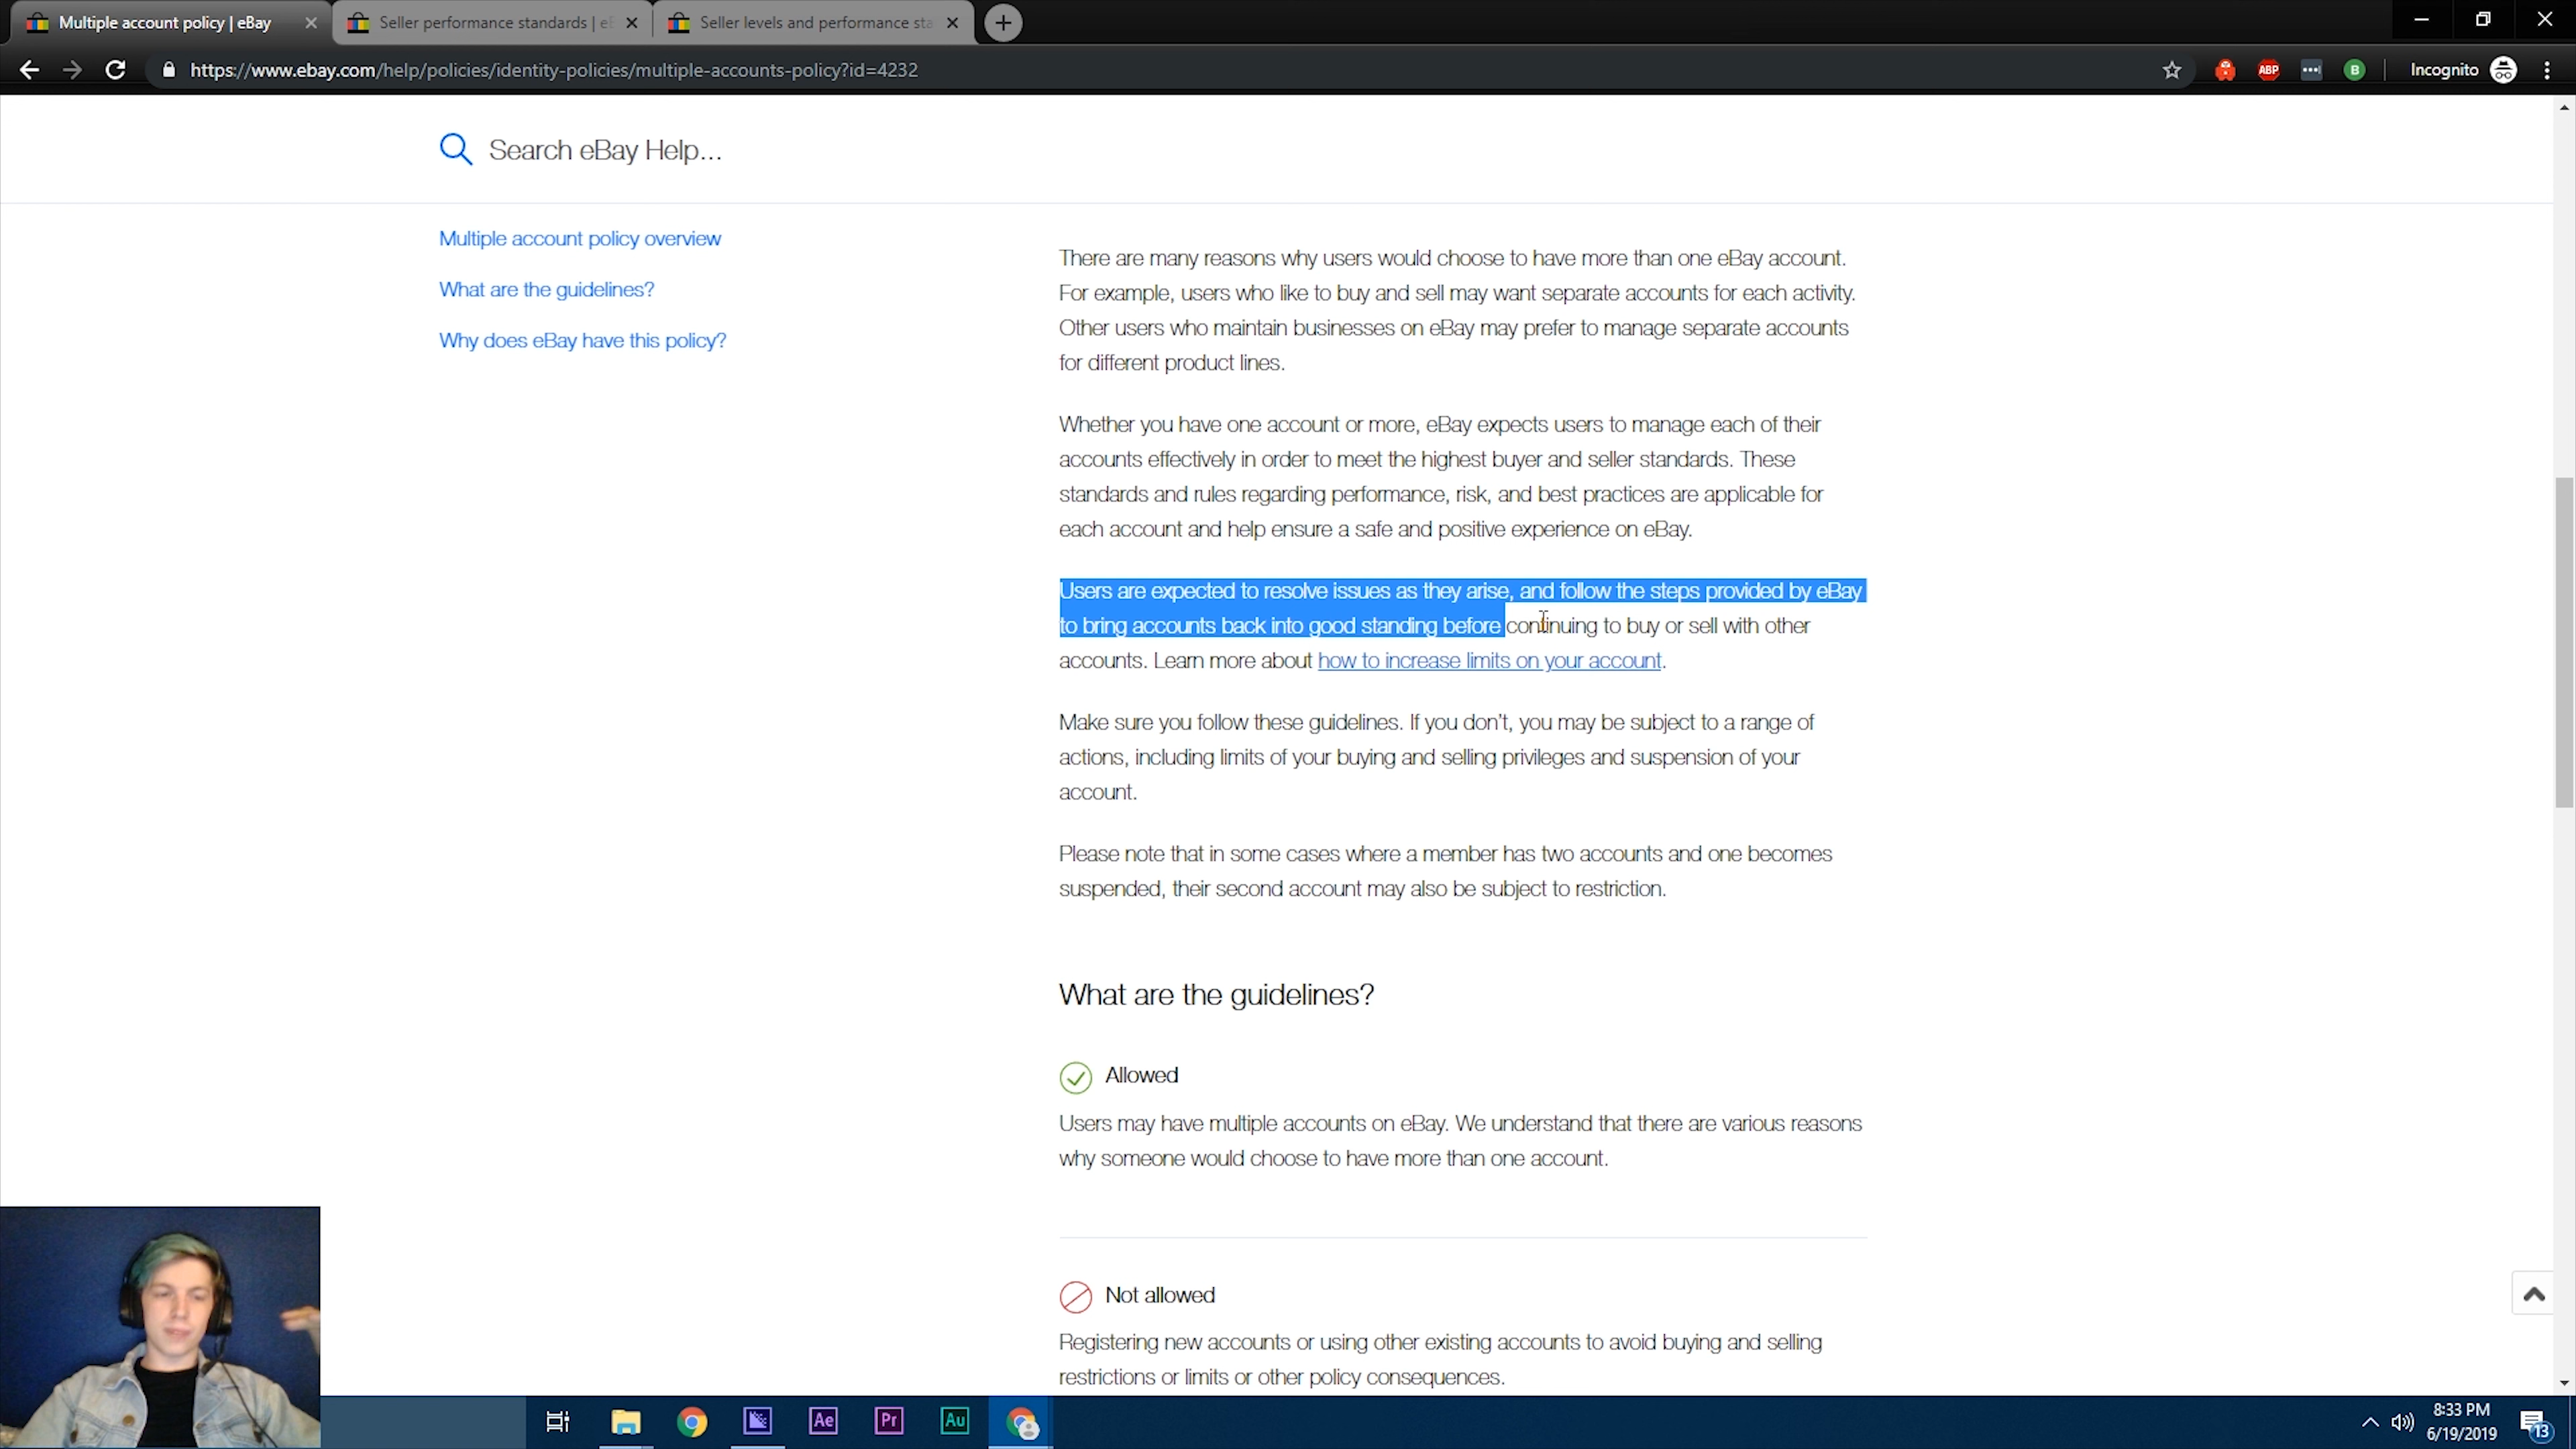 Multiple account policy | eBay
Seller performance standards | eE
Seller levels and performance sta
https://www.ebay.com/help/policies/identity-policies/multiple-accounts-policy?id=4232
ABP
B
Incognito
Search eBay Help...
Multiple account policy overview
What are the guidelines?
Why does eBay have this policy?
There are many reasons why users would choose to have more than one eBay account.
For example, users who like to buy and sell may want separate accounts for each activity.
Other users who maintain businesses on eBay may prefer to manage separate accounts
for different product lines.
Whether you have one account or more, eBay expects users to manage each of their
accounts effectively in order to meet the highest buyer and seller standards. These
standards and rules regarding performance, risk, and best practices are applicable for
each account and help ensure a safe and positive experience on eBay.
Users are expected to resolve issues as they arise, and follow the steps provided by eBay
to bring accounts back into good standing before continuing to buy or sell with other
accounts. Learn more about how to increase limits on your account.
Make sure you follow these guidelines. If you don't, you may be subject to a range of
actions, including limits of your buying and selling privileges and suspension of your
account.
Please note that in some cases where a member has two accounts and one becomes
suspended, their second account may also be subject to restriction.
What are the guidelines?
Allowed
Users may have multiple accounts on eBay. We understand that there are various reasons
why someone would choose to have more than one account.
Not allowed
Registering new accounts or using other existing accounts to avoid buying and selling
restrictions or limits or other policy consequences.
Ae
Pr
Au
8:33 PM
6/19/2019
13